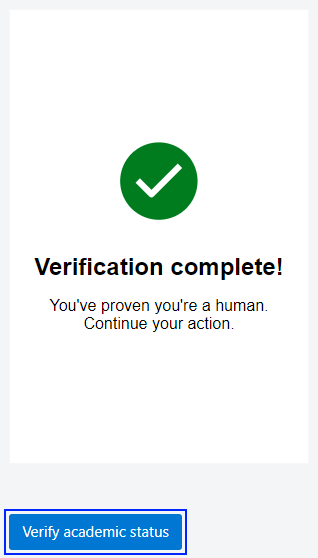 Verification complete!
You've proven you're a human.
Continue your action.
Verify academic status